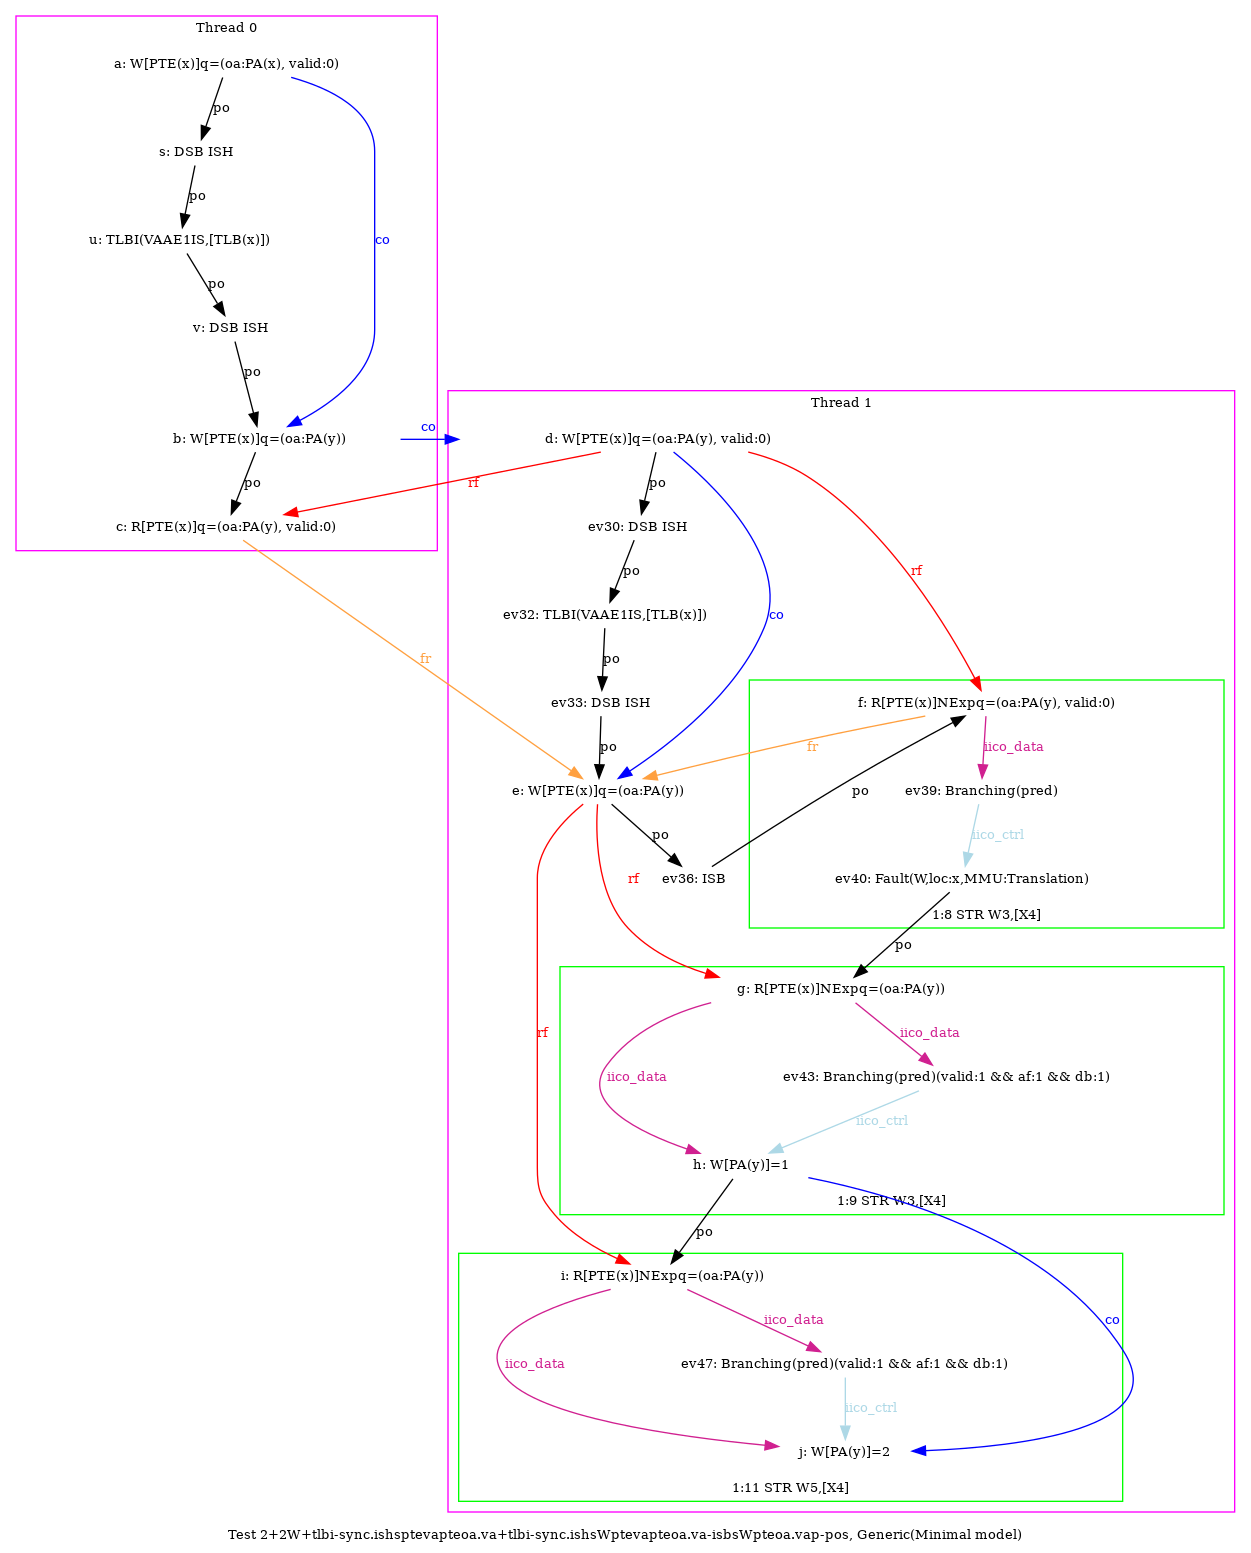 Thread 0
a: W[PTE(x)]q=(oa:PA(x), valid:0)
po
s: DSB ISH
po
u: TLBI(VAAE1IS,[TLB(x)])
co
po
v: DSB ISH
po
b: W[PTE(x)]q=(oa:PA(y))
co
po
c: R[PTE(x)]q=(oa:PA(y), valid:0)
Thread 1
d: W[PTE(x)]q=(oa:PA(y), valid:0)
rf
po
ev30: DSB ISH
po
rf
ev32: TLBI(VAAE1IS,[TLB(x)])
co
po
fr
ev33: DSB ISH
f: R[PTE(x)]NExpq=(oa:PA(y), valid:0)
po
fr
iico_data
e: W[PTE(x)]q=(oa:PA(y))
po
ev39: Branching(pred)
po
iico_ctrl
rf
ev36: ISB
ev40: Fault(W,loc:x,MMU:Translation)
1:8 STR W3,[X4]
po
g: R[PTE(x)]NExpq=(oa:PA(y))
rf
iico_data
iico_data
ev43: Branching(pred)(valid:1 && af:1 && db:1)
iico_ctrl
h: W[PA(y)]=1
1:9 STR W3,[X4]
po
i: R[PTE(x)]NExpq=(oa:PA(y))
iico_data
co
iico_data
ev47: Branching(pred)(valid:1 && af:1 && db:1)
iico_ctrl
j: W[PA(y)]=2
1:11 STR W5,[X4]
Test 2+2W+tlbi-sync.ishsptevapteoa.va+tlbi-sync.ishsWptevapteoa.va-isbsWpteoa.vap-pos, Generic(Minimal model)